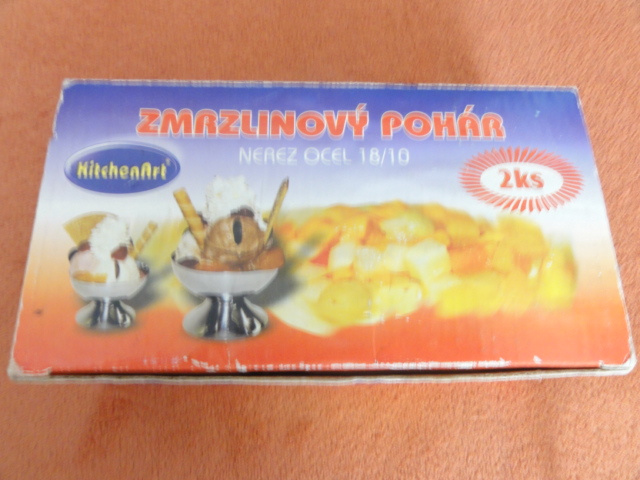 ZMRZLINOVÝ POHÁR
NEREZ OCEL 18/10
KitchenArt®
2ks